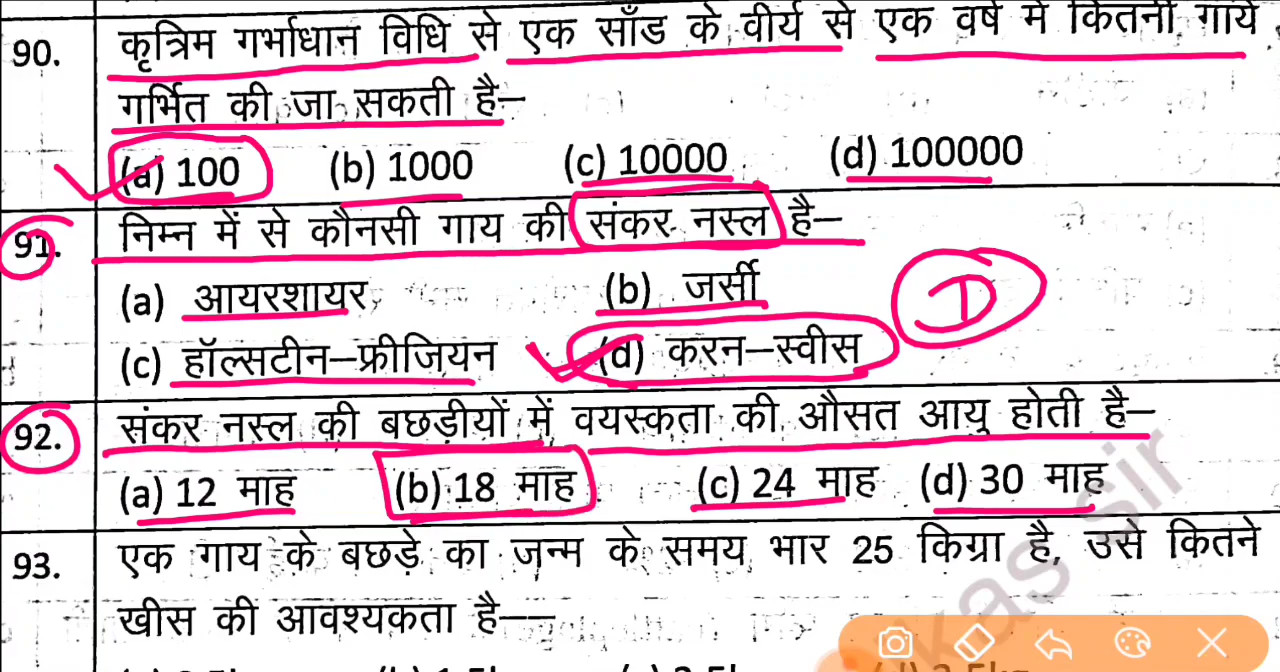 90. कृत्रिम गर्भाधान विधि से एक साँड के वीर्य से एक वर्ष में कितनी गायें
गर्भित की जा सकती है–
(a) 100 (b) 1000 (c) 10000 (d) 100000
91. निम्न में से कौनसी गाय की संकर नस्ल है–
(a) आयरशायर (b) जर्सी
D
(c) हॉल्सटीन–फ्रीजियन (d) करन–स्वीस
92. संकर नस्ल की बछड़ीयों में वयस्कता की औसत आयु होती है–
(a) 12 माह (b) 18 माह (c) 24 माह (d) 30 माह
93. एक गाय के बछड़े का जन्म के समय भार 25 किग्रा है, उसे कितने
खीस की आवश्यकता है—
kas sir